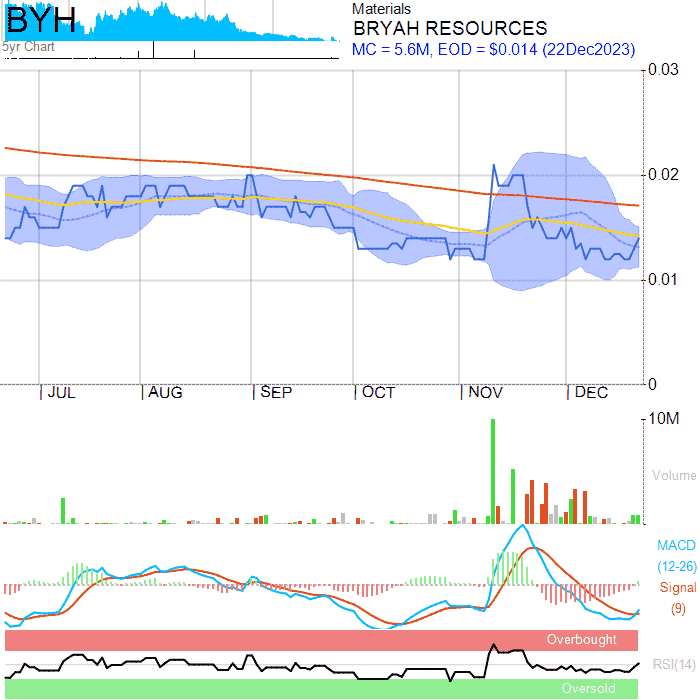 BYH
5yr Chart
Materials
BRYAH RESOURCES
MC = 5.6M, EOD = $0.014 (22Dec2023)
0.03
0.02
0.01
0
JUL AUG SEP OCT NOV DEC
10M
Volume
MACD
(12-26)
Signal
(9)
Overbought
RSI(14)
Oversold